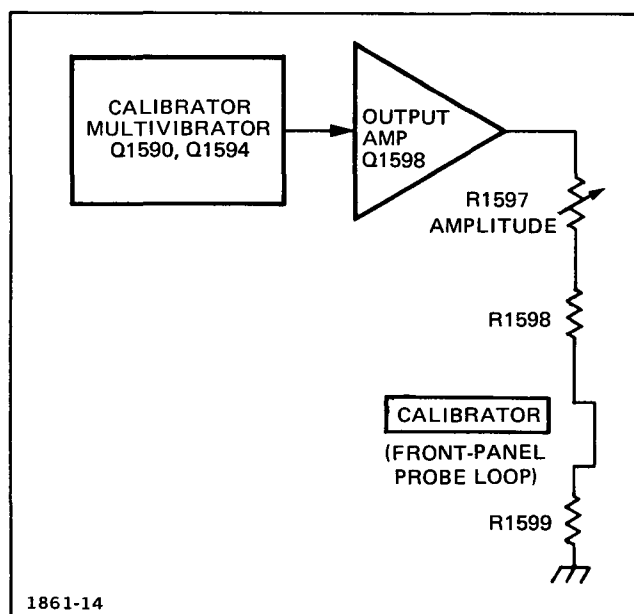 CALIBRATOR
MULTIVIBRATOR
Q1590, Q1594
OUTPUT
AMP
Q1598
R1597
AMPLITUDE
R1598
CALIBRATOR
(FRONT-PANEL
PROBE LOOP)
R1599
1861-14